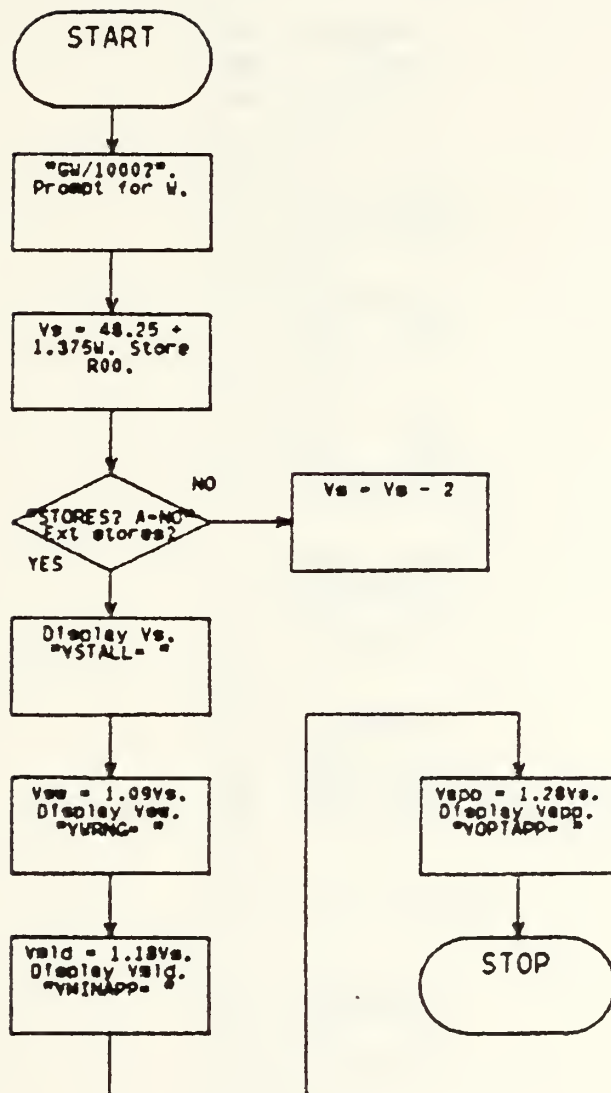 START
"GW/1000?".
Prompt for W.
Vs = 48.25 +
1.375W. Store
R00.
NO
"STORES? A=NO"
Ext stores?
YES
Vs = Vs - 2
Display Vs.
"VSTALL= "
Vsw = 1.09Vs.
Display Vsw.
"VWRNG= "
Vapp = 1.28Vs.
Display Vapp.
"VOPTAPP= "
Vmld = 1.18Vs.
Display Vmld.
"VMINAPP= "
STOP